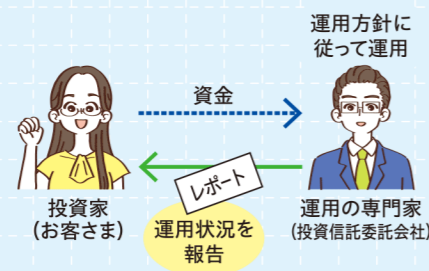 運用方針に
従って運用
資金
レポート
投資家
(お客さま)
運用状況を
報告
運用の専門家
(投資信託委託会社)